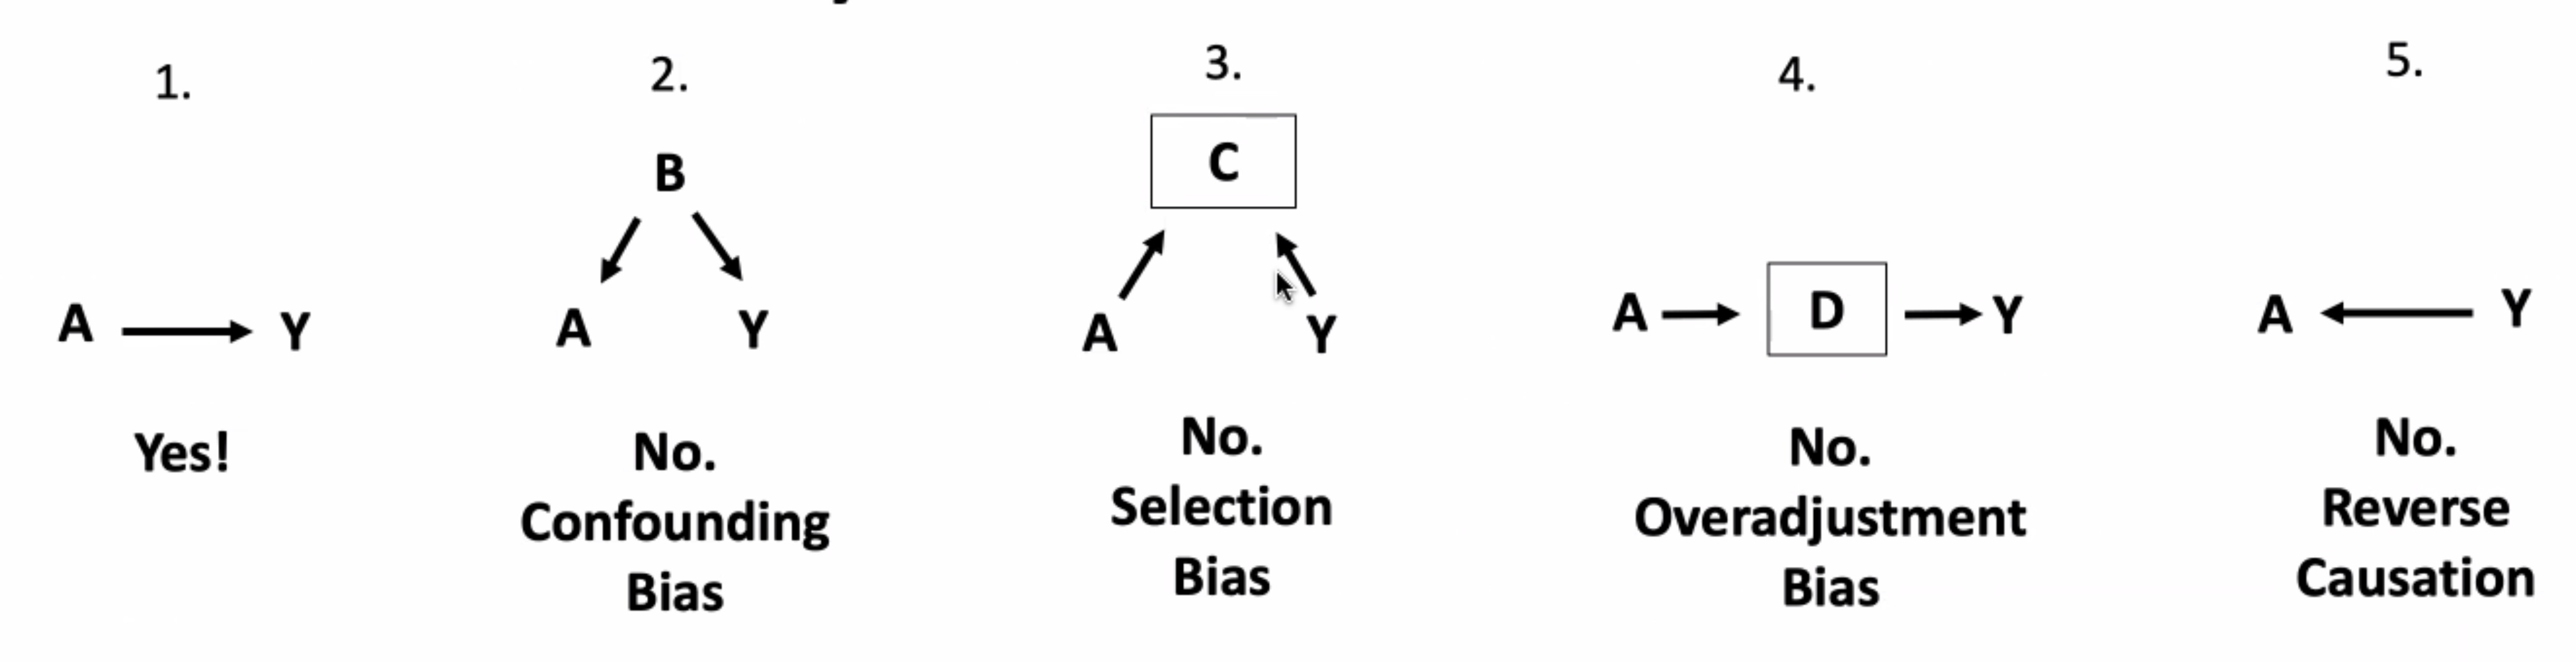 1.
2.
3.
4.
5.
C
B
A
Y
A
Y
A
Y
A
D
Y
A
Y
Yes!
No.
Confounding
Bias
No.
Selection
Bias
No.
Overadjustment
Bias
No.
Reverse
Causation